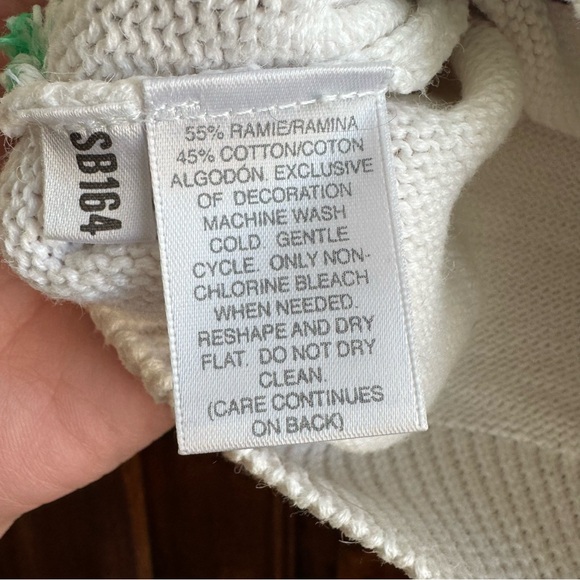 SB164
55% RAMIE/RAMINA
45% COTTON/COTON
ALGODON. EXCLUSIVE
OF DECORATION
MACHINE WASH
COLD. GENTLE
CYCLE. ONLY NON-
CHLORINE BLEACH
WHEN NEEDED.
RESHAPE AND DRY
FLAT. DO NOT DRY
CLEAN.
(CARE CONTINUES
ON BACK)